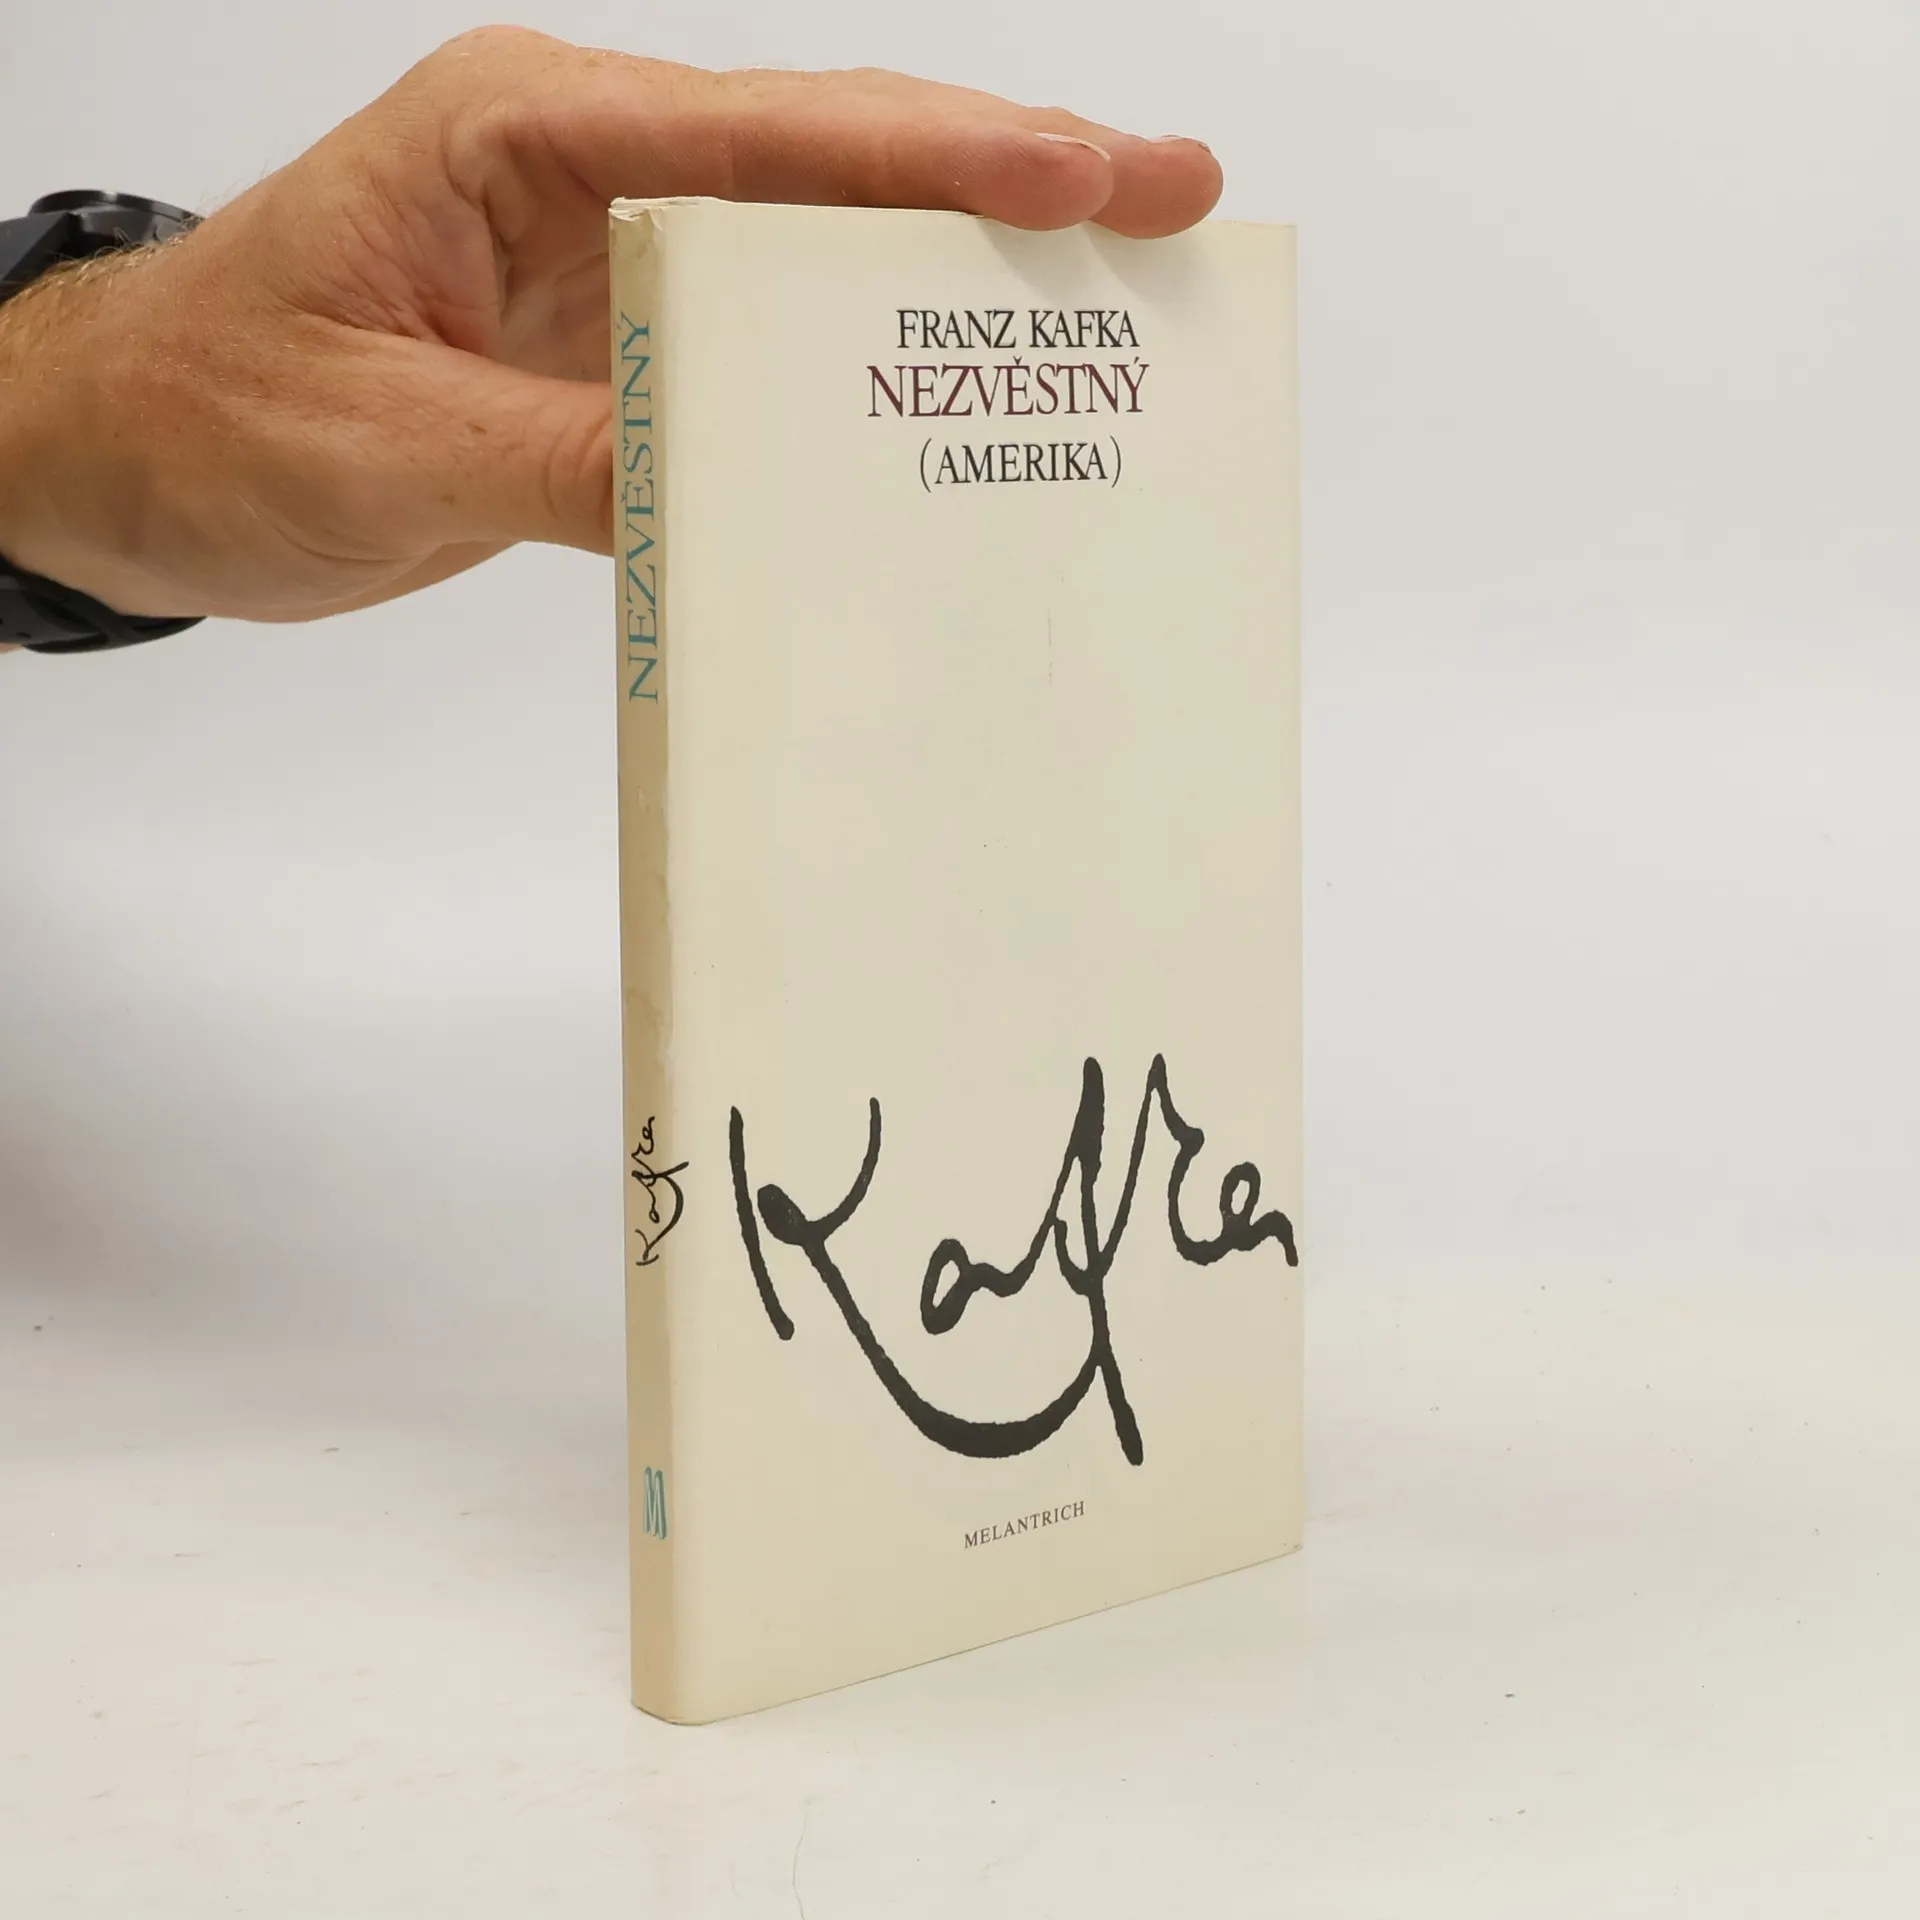 NEZVĚSTNÝ
Kafka
M
FRANZ KAFKA
NEZVĚSTNÝ
(AMERIKA)
Kafka
MELANTRICH